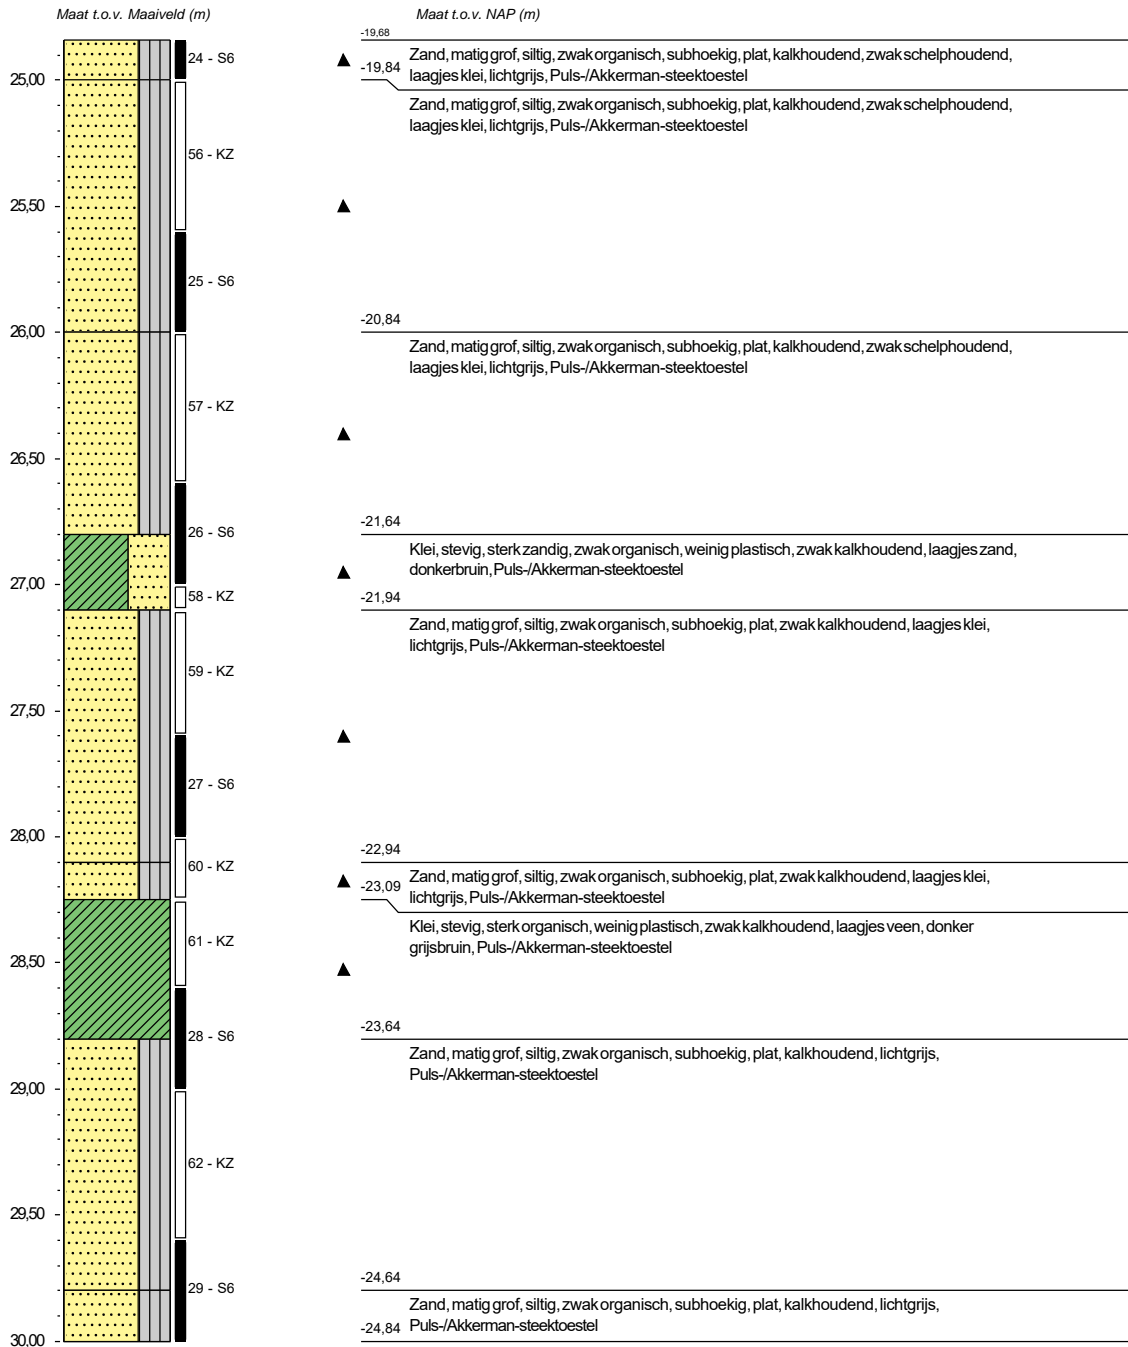 Maat t.o.v. Maaiveld (m)
Maat t.o.v. NAP (m)
-19,68
24 - S6
Zand, matig grof, siltig, zwak organisch, subhoekig, plat, kalkhoudend, zwak schelphoudend,
laagjes klei, lichtgrijs, Puls-/Akkerman-steektoestel
-19,84
25,00
Zand, matig grof, siltig, zwak organisch, subhoekig, plat, kalkhoudend, zwak schelphoudend,
laagjes klei, lichtgrijs, Puls-/Akkerman-steektoestel
56 - KZ
25,50
25 - S6
-20,84
26,00
Zand, matig grof, siltig, zwak organisch, subhoekig, plat, kalkhoudend, zwak schelphoudend,
laagjes klei, lichtgrijs, Puls-/Akkerman-steektoestel
57 - KZ
26,50
-21,64
26 - S6
Klei, stevig, sterk zandig, zwak organisch, weinig plastisch, zwak kalkhoudend, laagjes zand,
donkerbruin, Puls-/Akkerman-steektoestel
27,00
58 - KZ
-21,94
Zand, matig grof, siltig, zwak organisch, subhoekig, plat, zwak kalkhoudend, laagjes klei,
lichtgrijs, Puls-/Akkerman-steektoestel
59 - KZ
27,50
27 - S6
28,00
-22,94
60 - KZ
Zand, matig grof, siltig, zwak organisch, subhoekig, plat, zwak kalkhoudend, laagjes klei,
lichtgrijs, Puls-/Akkerman-steektoestel
-23,09
Klei, stevig, sterk organisch, weinig plastisch, zwak kalkhoudend, laagjes veen, donker
grijsbruin, Puls-/Akkerman-steektoestel
61 - KZ
28,50
-23,64
28 - S6
Zand, matig grof, siltig, zwak organisch, subhoekig, plat, kalkhoudend, lichtgrijs,
Puls-/Akkerman-steektoestel
29,00
62 - KZ
29,50
-24,64
29 - S6
Zand, matig grof, siltig, zwak organisch, subhoekig, plat, kalkhoudend, lichtgrijs,
Puls-/Akkerman-steektoestel
-24,84
30,00